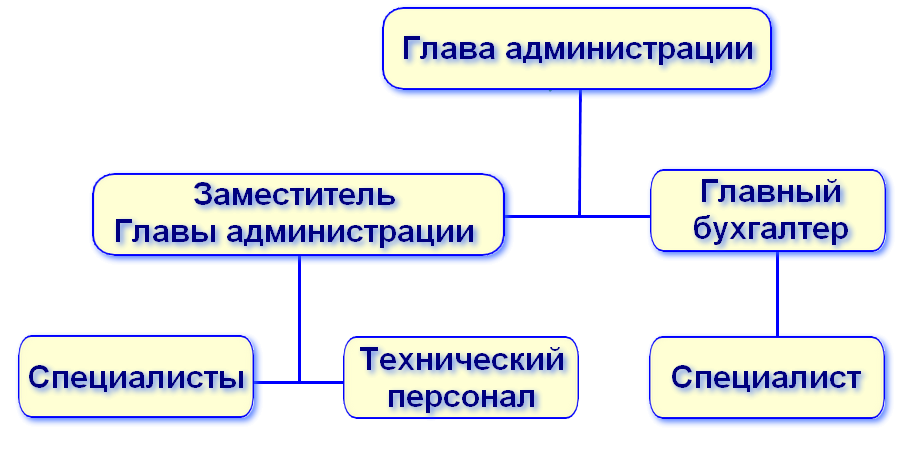 Глава администрации
Заместитель
Главы администрации
Главный
бухгалтер
Специалисты
Технический
персонал
Специалист